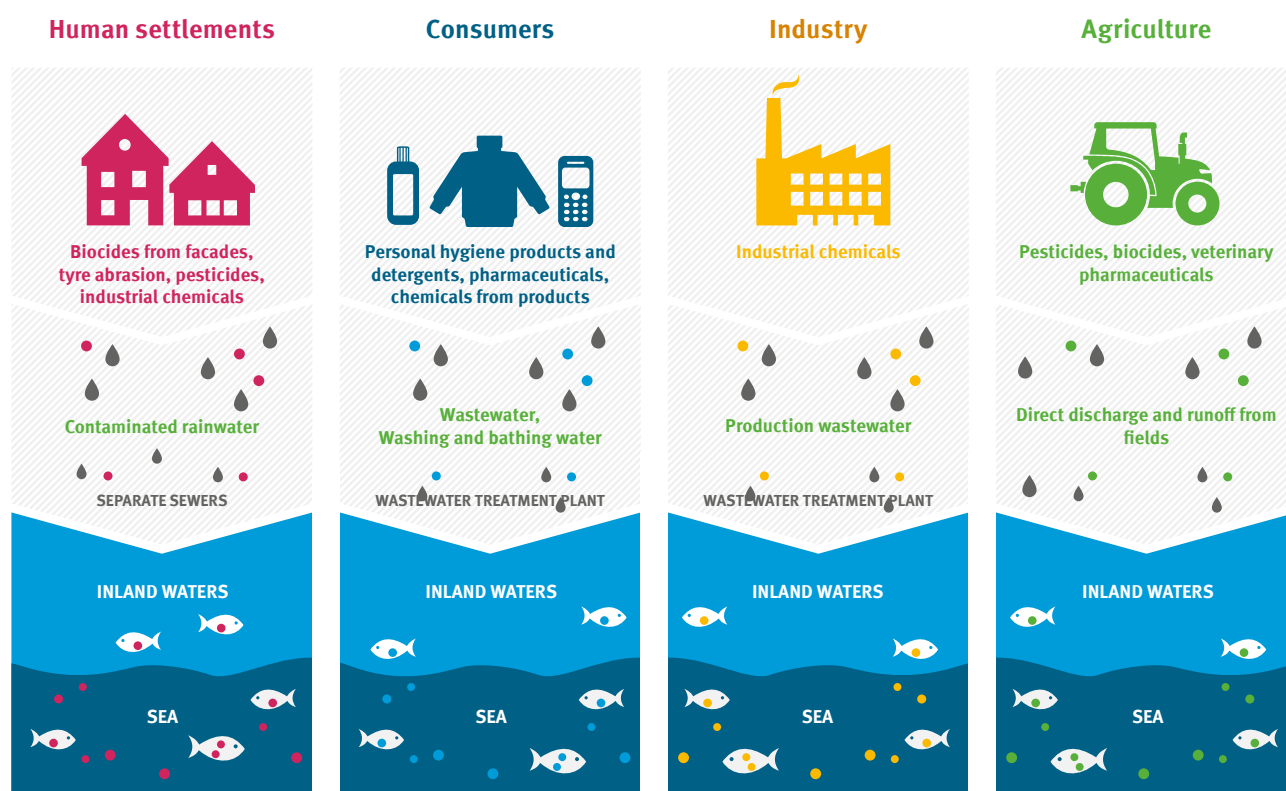 Human settlements
Biocides from facades,
tyre abrasion, pesticides,
industrial chemicals
Contaminated rainwater
SEPARATE SEWERS
INLAND WATERS
SEA
Consumers
Personal hygiene products and
detergents, pharmaceuticals,
chemicals from products
Wastewater,
Washing and bathing water
WASTEWATER TREATMENT PLANT
INLAND WATERS
SEA
Industry
Industrial chemicals
Production wastewater
WASTEWATER TREATMENT PLANT
INLAND WATERS
SEA
Agriculture
Pesticides, biocides, veterinary
pharmaceuticals
Direct discharge and runoff from
fields
INLAND WATERS
SEA